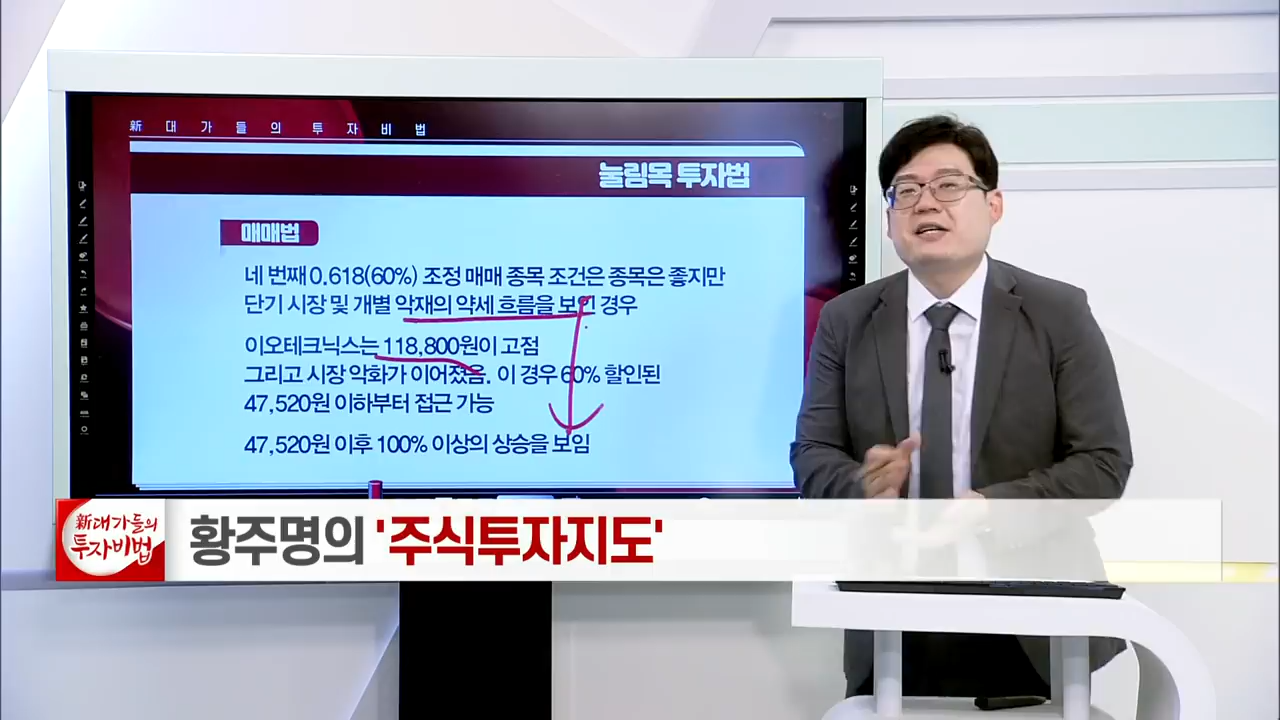 新 대가들의 투자비법
눌림목 투자법
매매법
네 번째 0.618(60%) 조정 매매 종목 조건은 종목은 좋지만
단기 시장 및 개별 악재의 약세 흐름을 보인 경우
이오테크닉스는 118,800원이 고점
그리고 시장 악화가 이어졌음. 이 경우 60% 할인된
47,520원 이하부터 접근 가능
47,520원 이후 100% 이상의 상승을 보임
新대가들의
투자비법
황주명의 '주식투자지도'